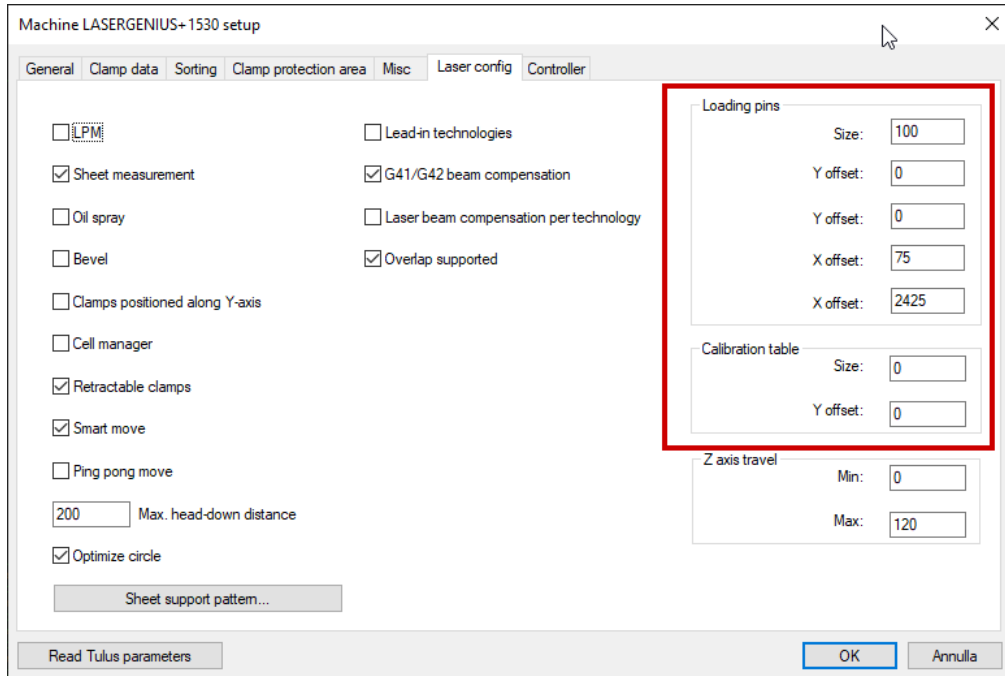 Machine LASERGENIUS+1530 setup
General Clamp data Sorting Clamp protection area Misc Laser config Controller
LPM
Sheet measurement
Oil spray
Bevel
Clamps positioned along Y-axis
Cell manager
Retractable clamps
Smart move
Ping pong move
200 Max. head-down distance
Optimize circle
Sheet support pattern...
Lead-in technologies
G41/G42 beam compensation
Laser beam compensation per technology
Overlap supported
Loading pins
Size: 100
Y offset: 0
Y offset: 0
X offset: 75
X offset: 2425
Calibration table
Size: 0
Y offset: 0
Z axis travel
Min: 0
Max: 120
Read Tulus parameters
OK
Annulla